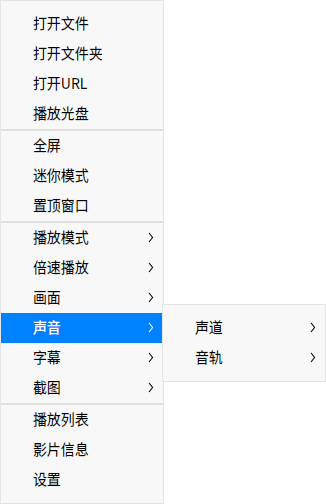 打开文件
打开文件夹
打开URL
播放光盘
全屏
迷你模式
置顶窗口
播放模式
倍速播放
画面
声音
声道
字幕
音轨
截图
播放列表
影片信息
设置